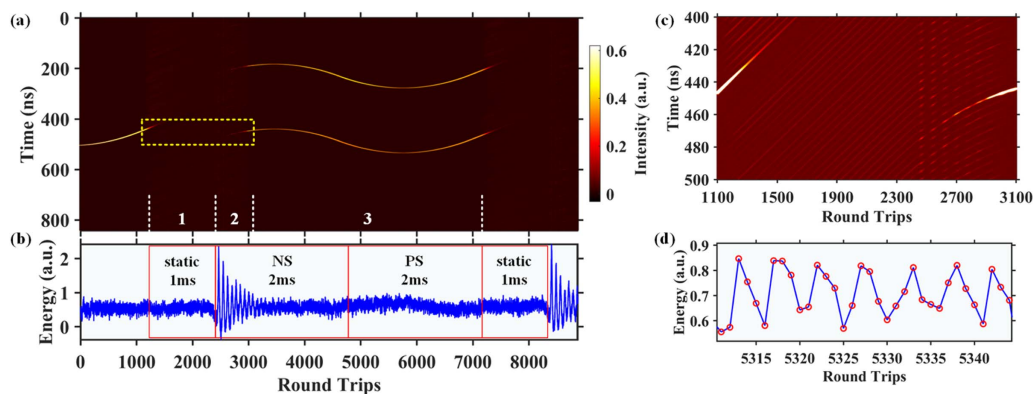 (a)
0
200
400
600
800
Time (ns)
1
2
3
0.6
0.4
0.2
0
Intensity (a.u.)
(b)
2
1
0
Energy (a.u.)
static
1ms
NS
2ms
PS
2ms
static
1ms
0 1000 2000 3000 4000 5000 6000 7000 8000
Round Trips
(c)
400
420
440
460
480
500
Time (ns)
1100 1500 1900 2300 2700 3100
Round Trips
(d)
0.9
0.8
0.7
0.6
Energy (a.u.)
5315 5320 5325 5330 5335 5340
Round Trips